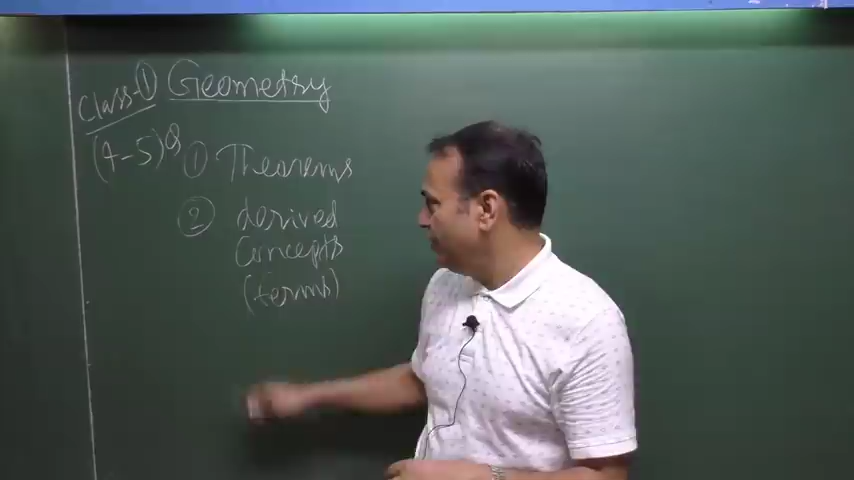 Class-① Geometry
(4-5)Q ① Theorems
② derived
Concepts
(terms)